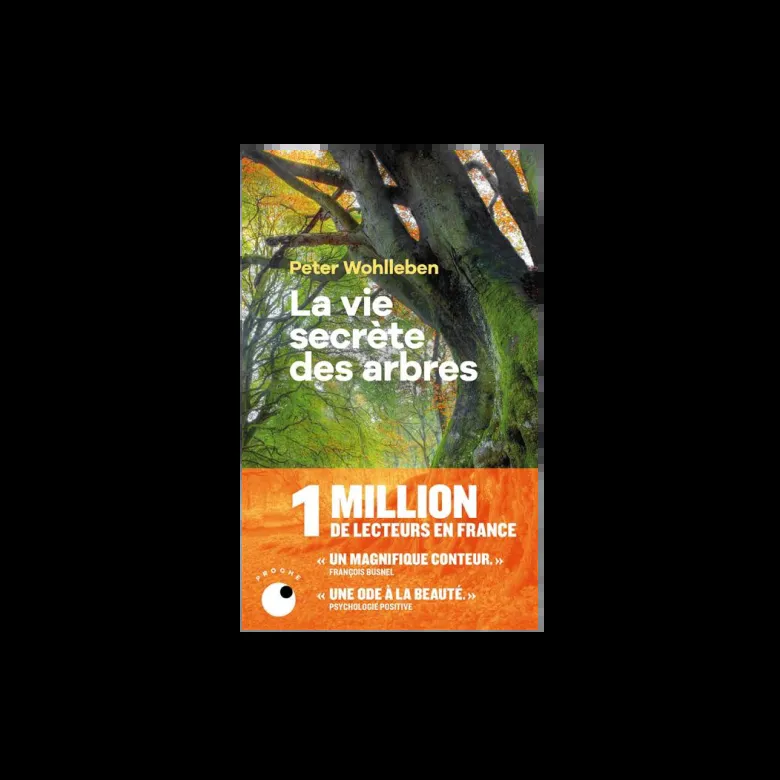 Peter Wohlleben
La vie
secrète
des arbres
1 MILLION
DE LECTEURS EN FRANCE
« UN MAGNIFIQUE CONTEUR. »
FRANÇOIS BUSNEL
« UNE ODE À LA BEAUTÉ. »
PSYCHOLOGIE POSITIVE
PROCHE